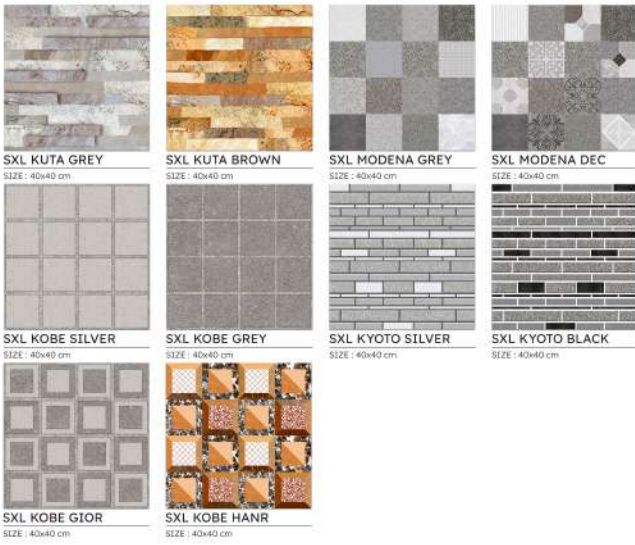 SXL KUTA GREY
SIZE : 40x40 cm
SXL KUTA BROWN
SIZE : 40x40 cm
SXL MODENA GREY
SIZE : 40x40 cm
SXL MODENA DEC
SIZE : 40x40 cm
SXL KOBE SILVER
SIZE : 40x40 cm
SXL KOBE GREY
SIZE : 40x40 cm
SXL KYOTO SILVER
SIZE : 40x40 cm
SXL KYOTO BLACK
SIZE : 40x40 cm
SXL KOBE GIOR
SIZE : 40x40 cm
SXL KOBE HANR
SIZE : 40x40 cm